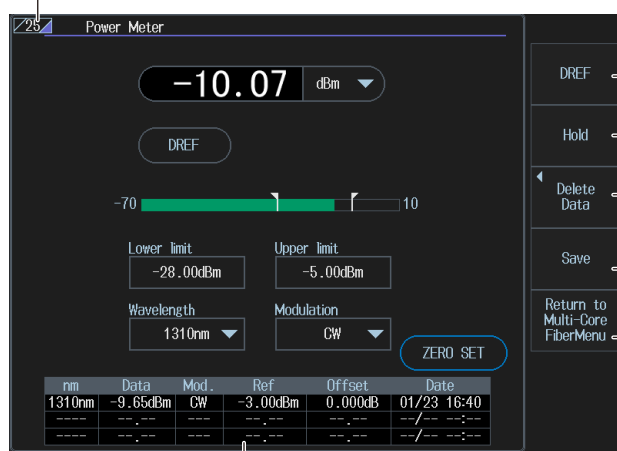 /25 Power Meter
-10.07 dBm
DREF
-70 10
Lower limit Upper limit
-28.00dBm -5.00dBm
Wavelength Modulation
1310nm CW
ZERO SET
nm Data Mod. Ref Offset Date
1310nm -9.65dBm CW -3.00dBm 0.000dB 01/23 16:40
---- --.-- --- --.-- --.-- --/-- --:--
---- --.-- --- --.-- --.-- --/-- --:--
DREF
Hold
Delete
Data
Save
Return to
Multi-Core
FiberMenu